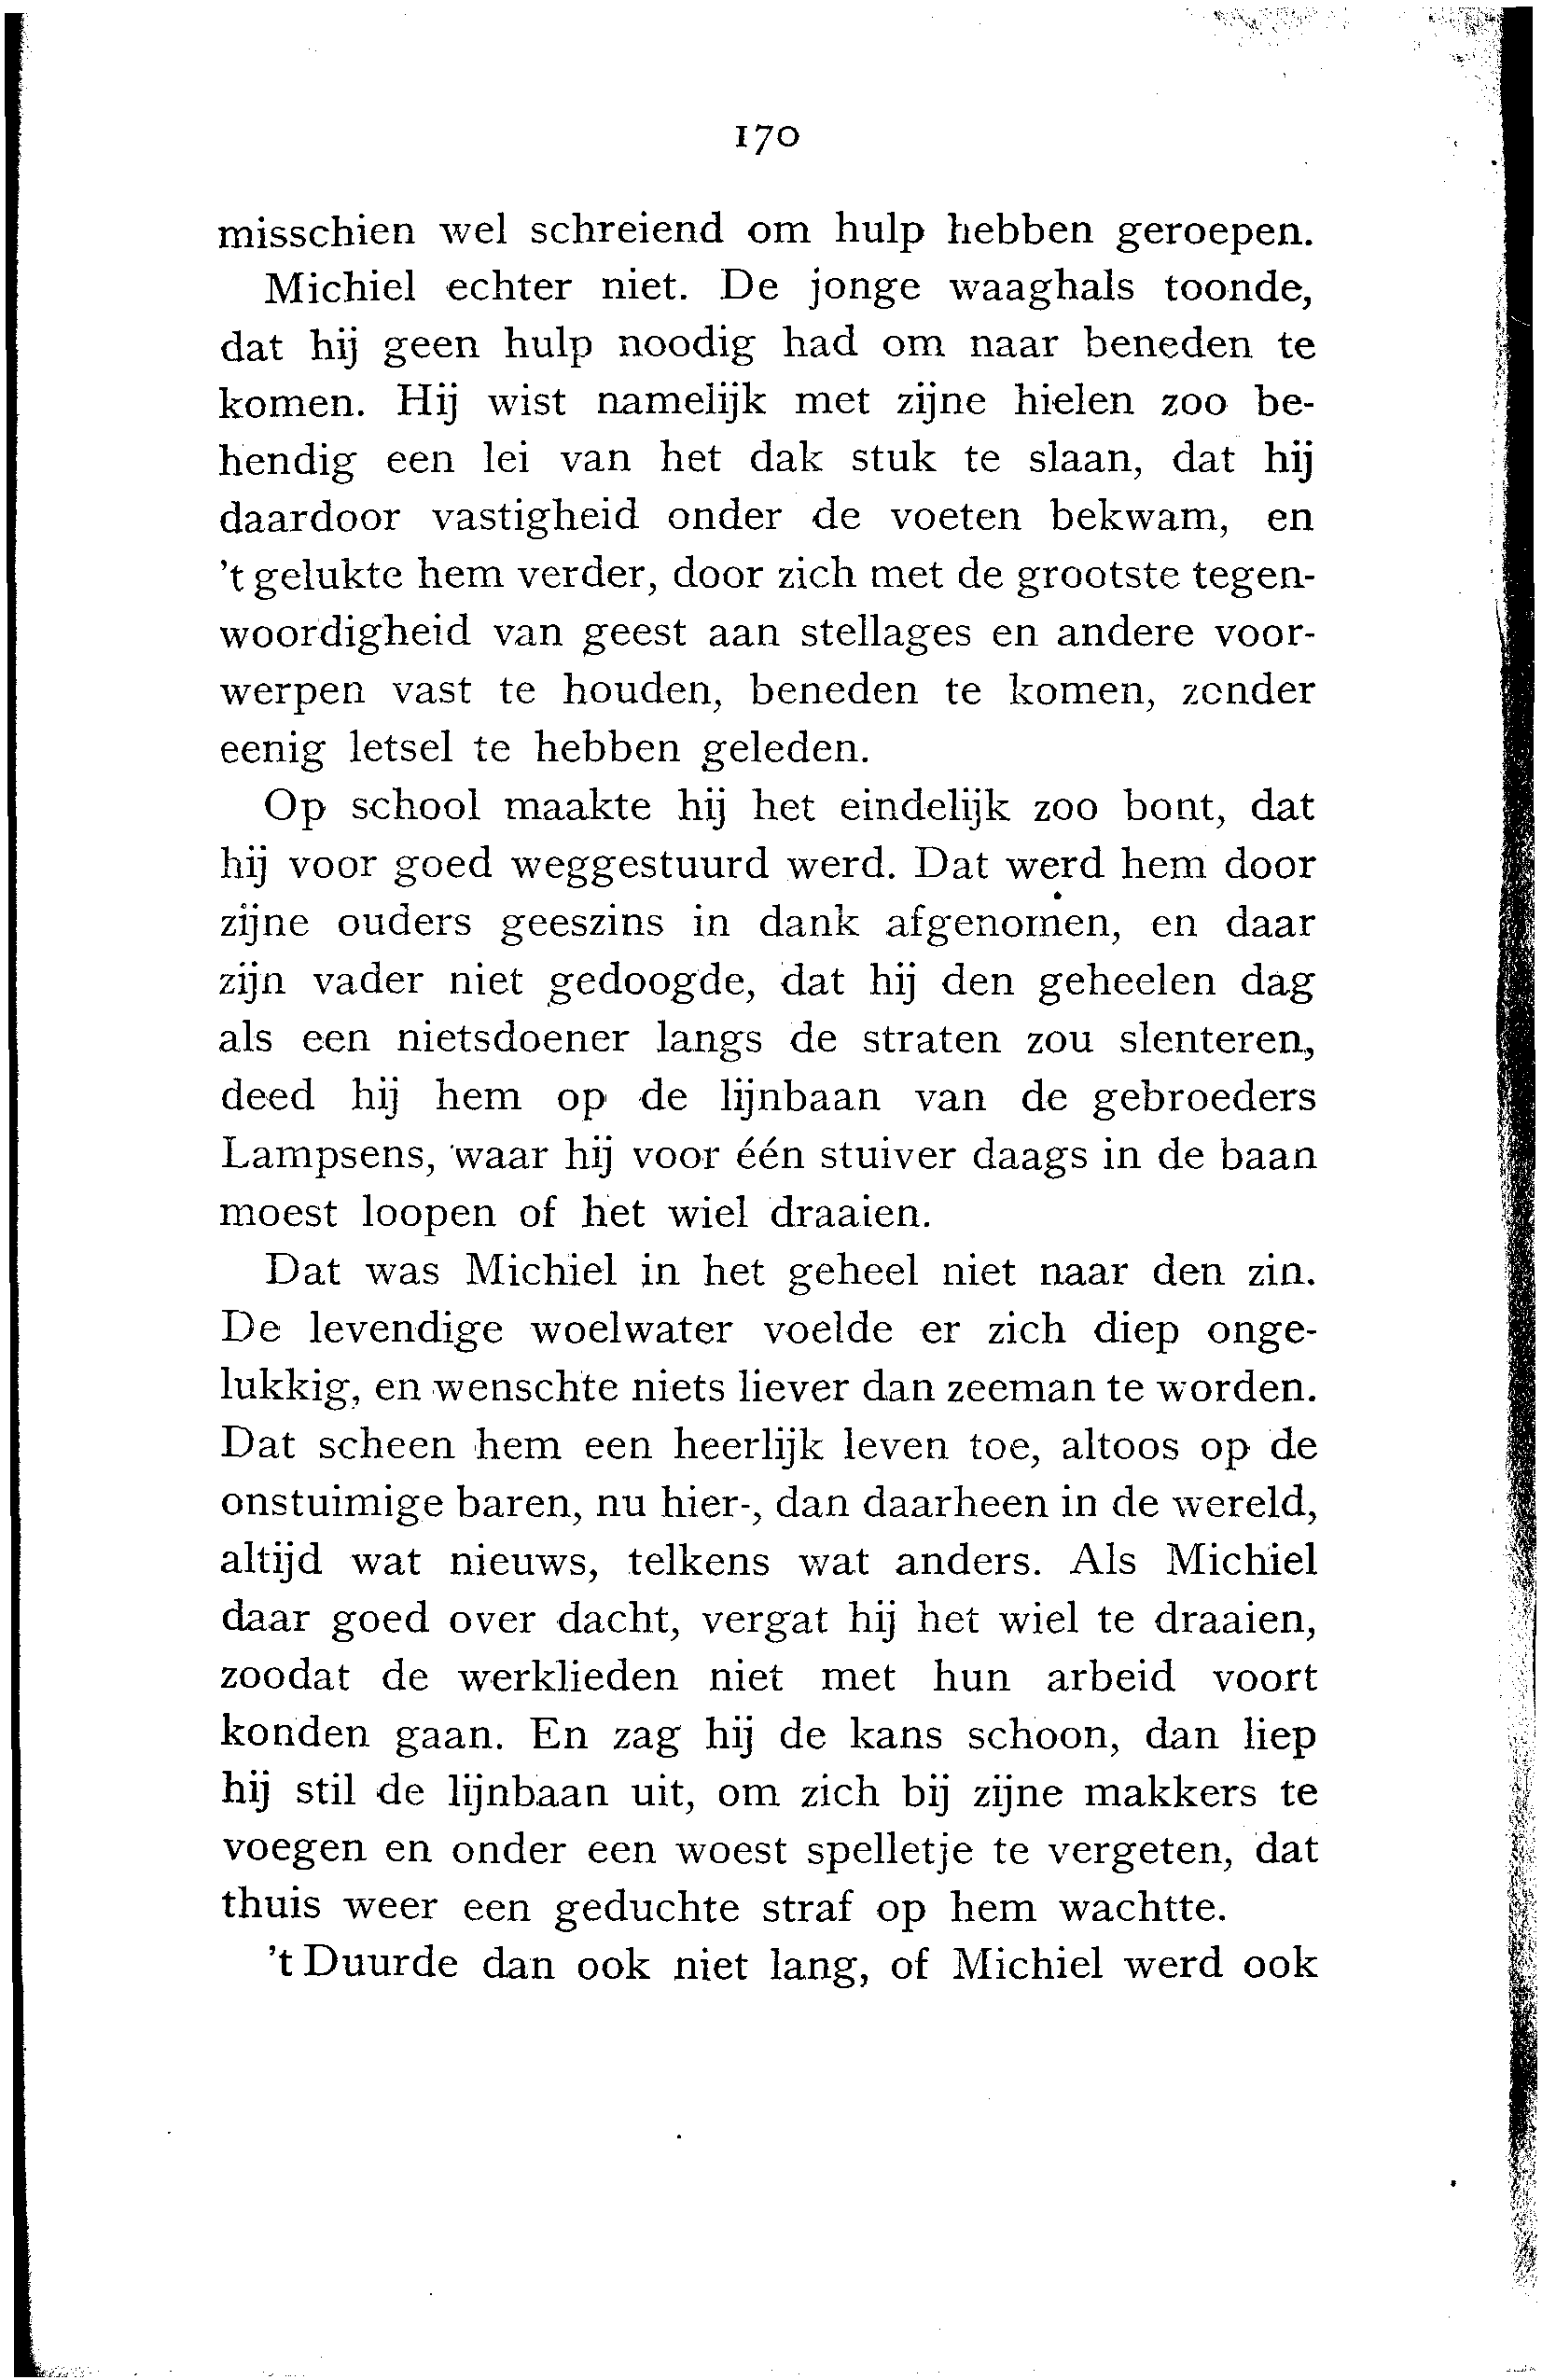 170
misschien wel schreiend om hulp hebben geroepen.
Michiel echter niet. De jonge waaghals toonde,
dat hij geen hulp noodig had om naar beneden te
komen. Hij wist namelijk met zijne hielen zoo be-
hendig een lei van het dak stuk te slaan, dat hij
daardoor vastigheid onder de voeten bekwam, en
't gelukte hem verder, door zich met de grootste tegen-
woordigheid van geest aan stellages en andere voor-
werpen vast te houden, beneden te komen, zonder
eenig letsel te hebben geleden.
Op school maakte hij het eindelijk zoo bont, dat
hij voor goed weggestuurd werd. Dat werd hem door
zijne ouders geeszins in dank afgenomen, en daar
zijn vader niet gedoogde, dat hij den geheelen dag
als een nietsdoener langs de straten zou slenteren,
deed hij hem op de lijnbaan van de gebroeders
Lampsens, waar hij voor één stuiver daags in de baan
moest loopen of het wiel draaien.
Dat was Michiel in het geheel niet naar den zin.
De levendige woelwater voelde er zich diep onge-
lukkig, en wenschte niets liever dan zeeman te worden.
Dat scheen hem een heerlijk leven toe, altoos op de
onstuimige baren, nu hier-, dan daarheen in de wereld,
altijd wat nieuws, telkens wat anders. Als Michiel
daar goed over dacht, vergat hij het wiel te draaien,
zoodat de werklieden niet met hun arbeid voort
konden gaan. En zag hij de kans schoon, dan liep
hij stil de lijnbaan uit, om zich bij zijne makkers te
voegen en onder een woest spelletje te vergeten, dat
thuis weer een geduchte straf op hem wachtte.
't Duurde dan ook niet lang, of Michiel werd ook